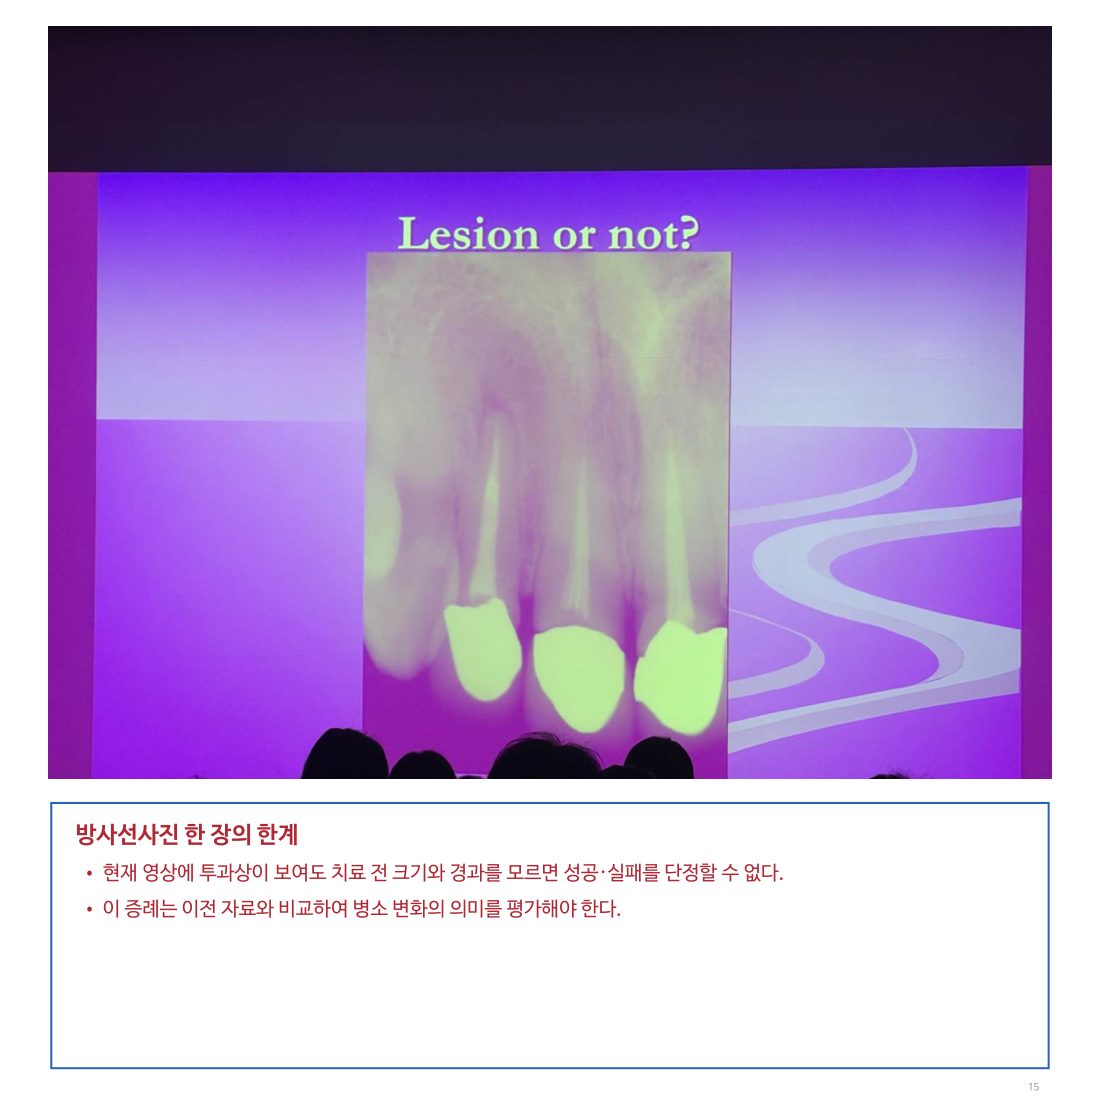 Lesion or not?
방사선사진 한 장의 한계
• 현재 영상에 투과상이 보여도 치료 전 크기와 경과를 모르면 성공·실패를 단정할 수 없다.
• 이 증례는 이전 자료와 비교하여 병소 변화의 의미를 평가해야 한다.
15